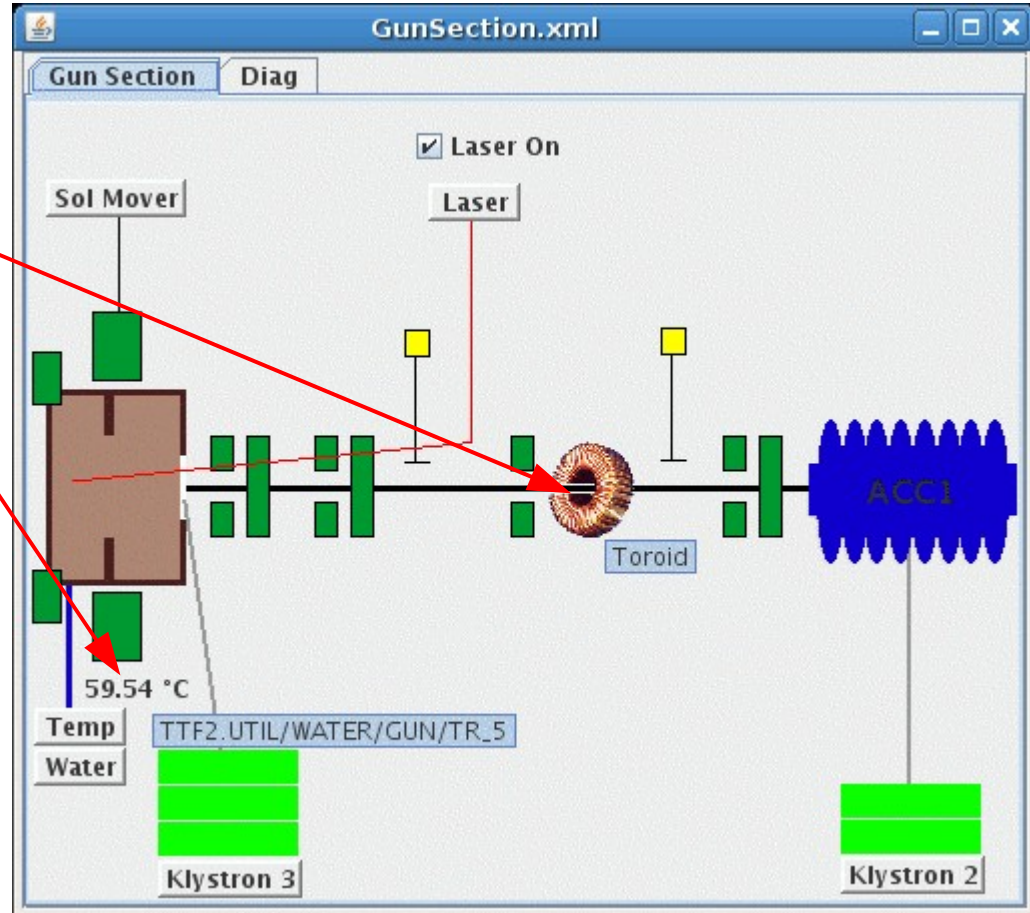 GunSection.xml
Gun Section
Diag
Laser On
Sol Mover
Laser
ACC1
Toroid
59.54 °C
Temp
TTF2.UTIL/WATER/GUN/TR_5
Water
Klystron 3
Klystron 2